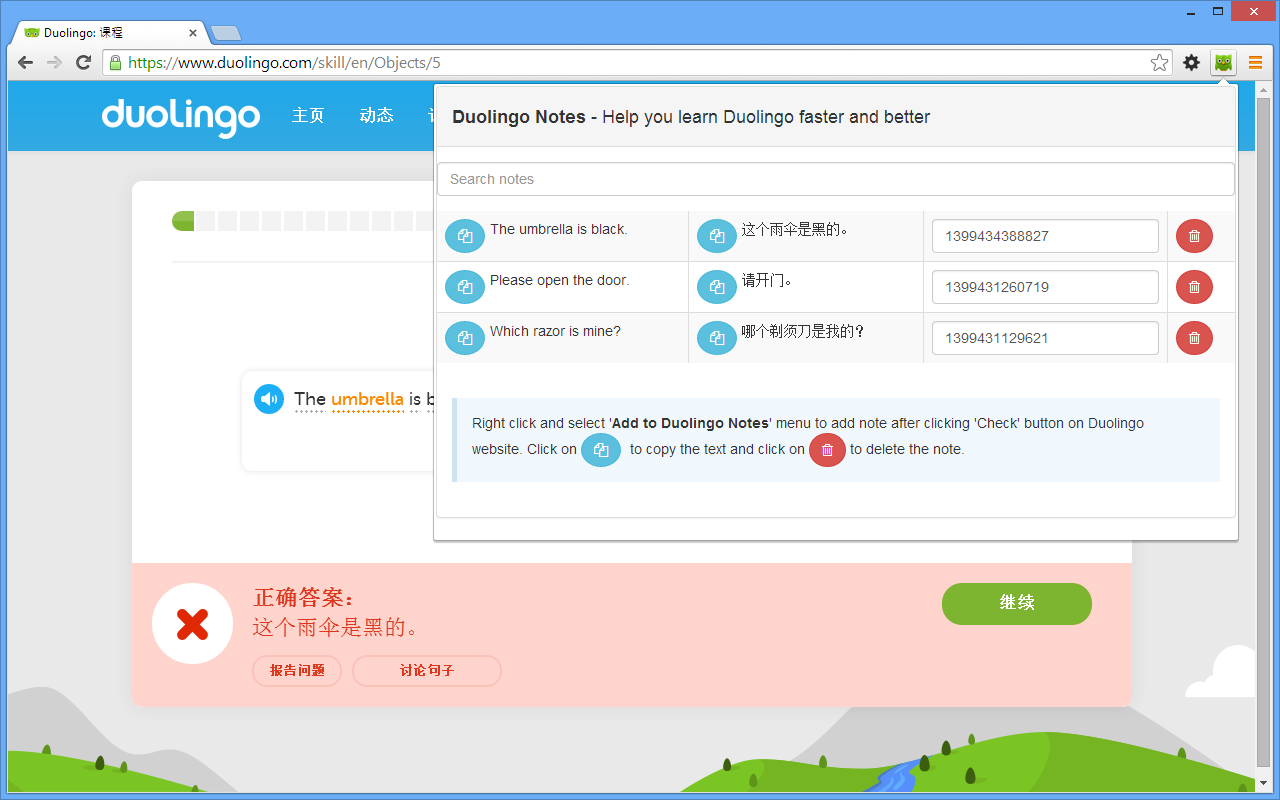 Duolingo: 课程
https://www.duolingo.com/skill/en/Objects/5
duolingo
主页 动态
Duolingo Notes - Help you learn Duolingo faster and better
Search notes
The umbrella is black. 这个雨伞是黑的。 1399434388827
Please open the door. 请开门。 1399431260719
Which razor is mine? 哪个剃须刀是我的? 1399431129621
The umbrella is b
Right click and select 'Add to Duolingo Notes' menu to add note after clicking 'Check' button on Duolingo
website. Click on to copy the text and click on to delete the note.
正确答案:
这个雨伞是黑的。
继续
报告问题 讨论句子